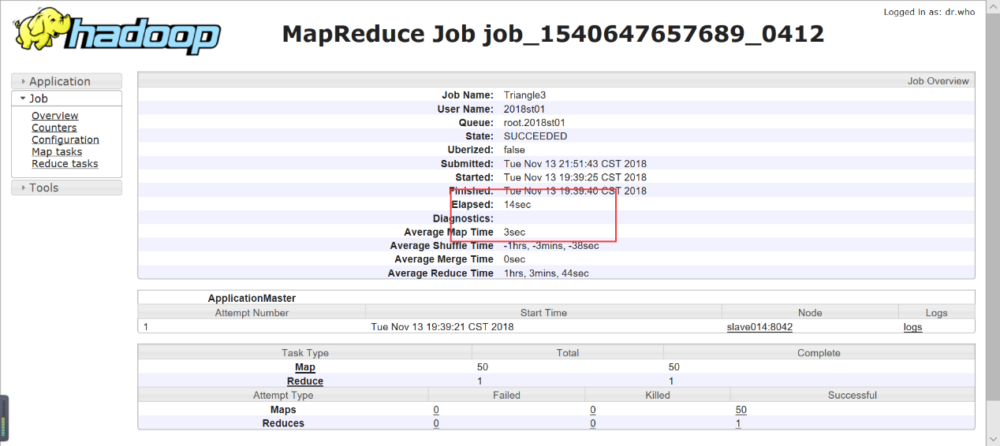 Logged in as: dr.who
hadoop
MapReduce Job job_1540647657689_0412
Application
Job
Overview
Counters
Configuration
Map tasks
Reduce tasks
Tools
Job Overview
Job Name: Triangle3
User Name: 2018st01
Queue: root.2018st01
State: SUCCEEDED
Uberized: false
Submitted: Tue Nov 13 21:51:43 CST 2018
Started: Tue Nov 13 19:39:25 CST 2018
Finished: Tue Nov 13 19:39:40 CST 2018
Elapsed: 14sec
Diagnostics:
Average Map Time 3sec
Average Shuffle Time -1hrs, -3mins, -38sec
Average Merge Time 0sec
Average Reduce Time 1hrs, 3mins, 44sec
ApplicationMaster
Attempt Number Start Time Node Logs
1 Tue Nov 13 19:39:21 CST 2018 slave014:8042 logs
Task Type Total Complete
Map 50 50
Reduce 1 1
Attempt Type Failed Killed Successful
Maps 0 0 50
Reduces 0 0 1